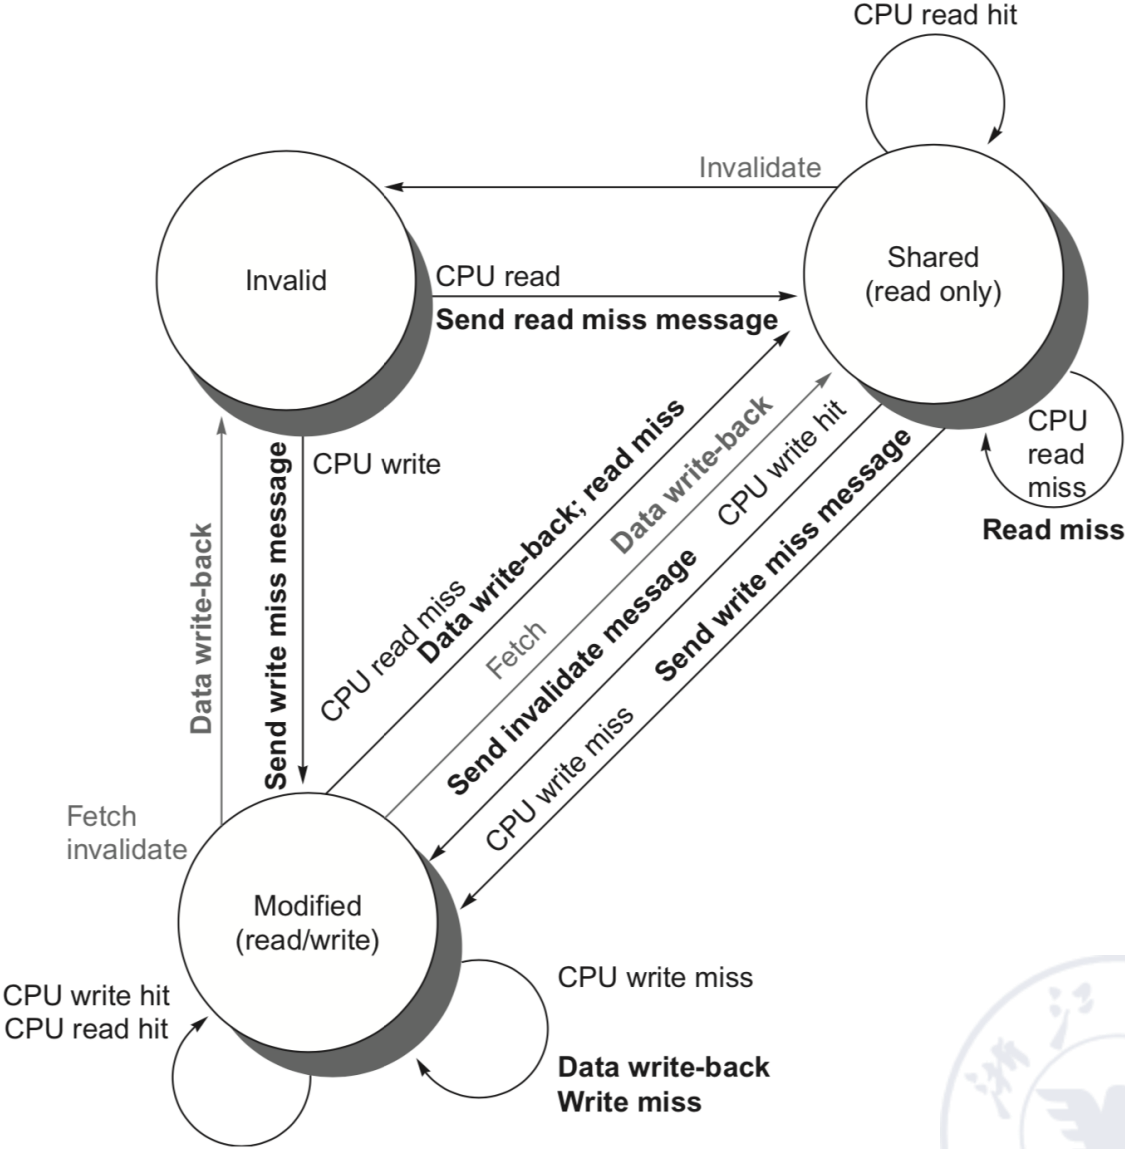 CPU read hit
Invalidate
Invalid
Shared
(read only)
CPU read
Send read miss message
CPU write
Send write miss message
Data write-back
Fetch
invalidate
CPU read miss
Data write-back; read miss
Fetch
Data write-back
CPU write hit
Send invalidate message
CPU write miss
Send write miss message
CPU
read
miss
Read miss
Modified
(read/write)
CPU write hit
CPU read hit
CPU write miss
Data write-back
Write miss
浙江